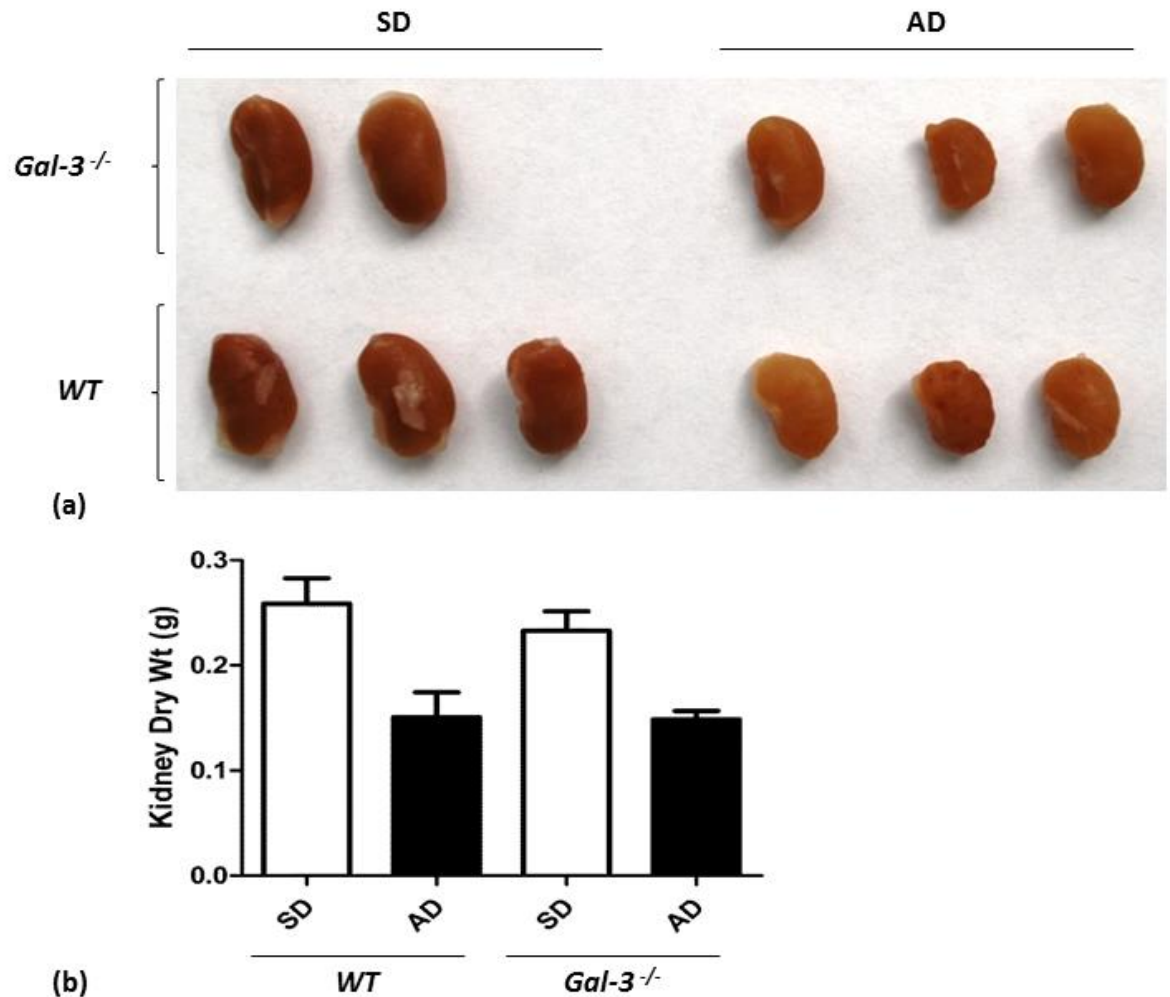 SD AD
Gal-3 -/-
WT
(a)
0.3
0.2
0.1
0.0
Kidney Dry Wt (g)
SD AD SD AD
WT Gal-3 -/-
(b)